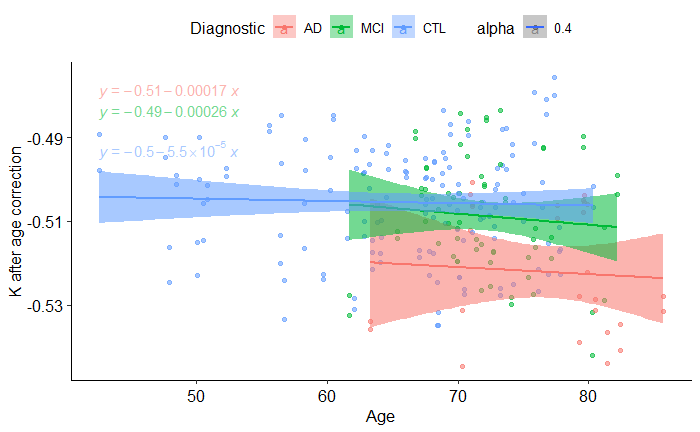 Diagnostic a AD a MCI a CTL alpha a 0.4
y = −0.51 − 0.00017 x
y = −0.49 − 0.00026 x
y = −0.5 − 5.5×10⁻⁵ x
-0.49
-0.51
-0.53
K after age correction
50 60 70 80
Age